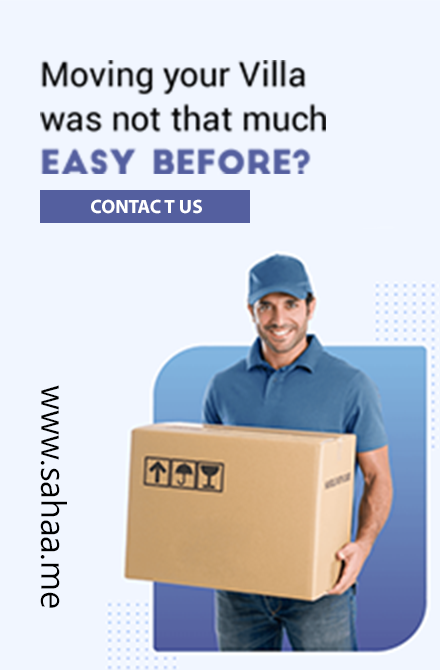 Moving your Villa
was not that much
EASY BEFORE?
CONTACT US
www.sahaa.me